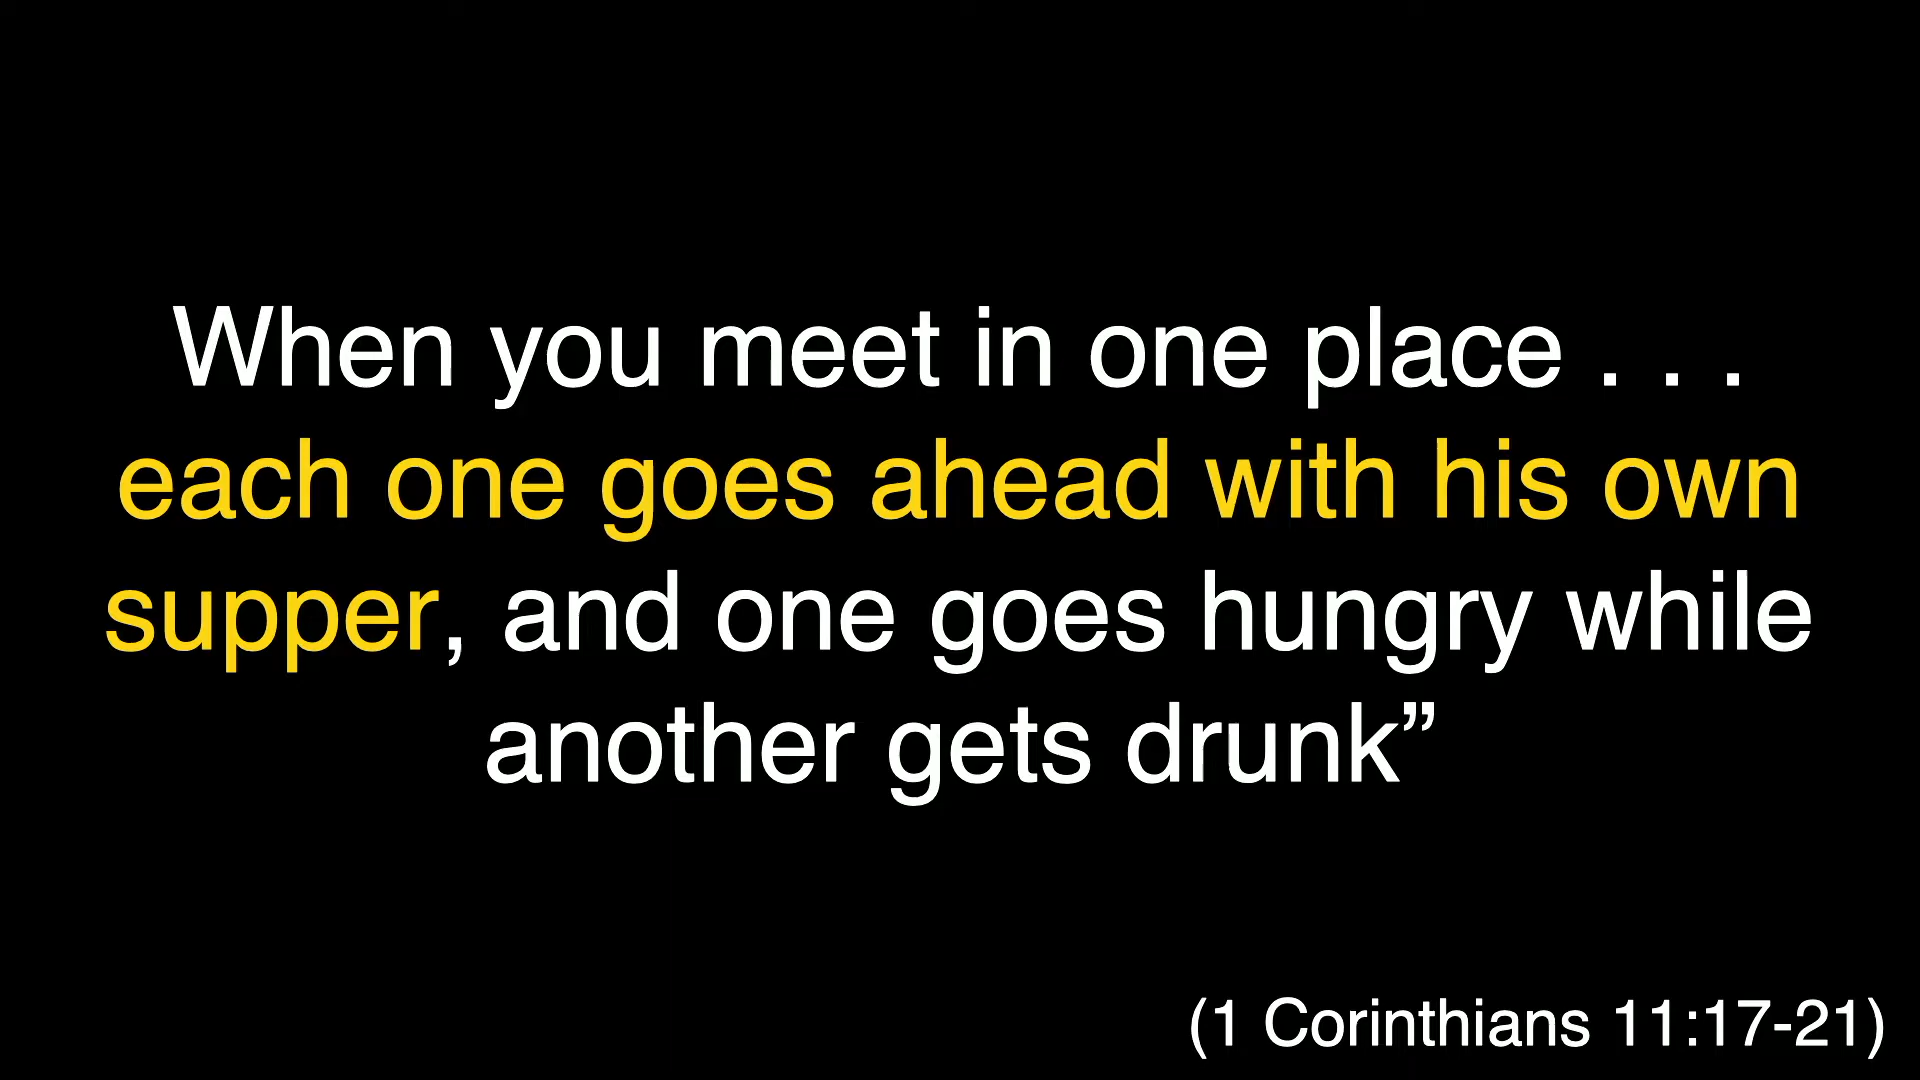 When you meet in one place . . .
each one goes ahead with his own
supper, and one goes hungry while
another gets drunk”
(1 Corinthians 11:17-21)